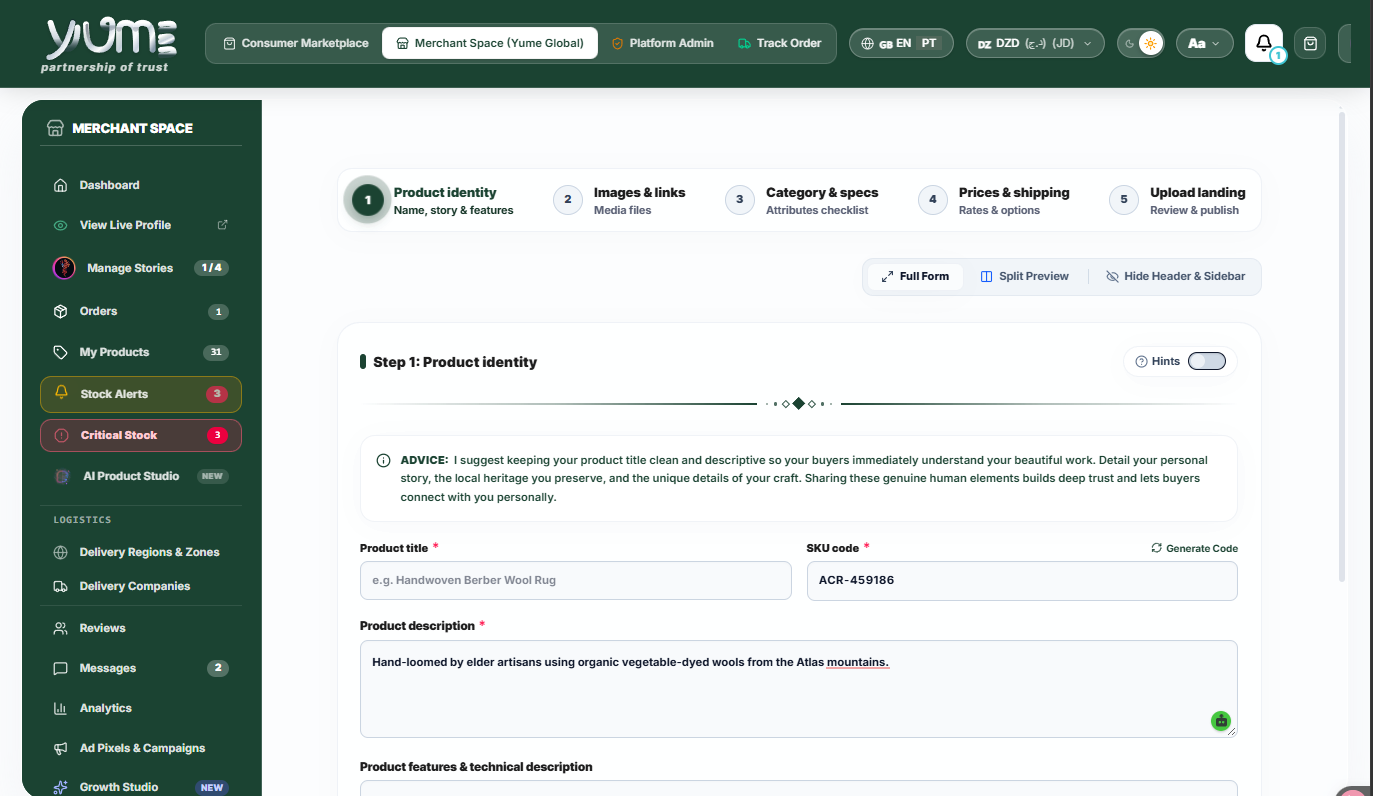 yiume
partnership of trust
Consumer Marketplace
Merchant Space (Yume Global)
Platform Admin
Track Order
GB EN PT
DZ DZD (د.ج) (JD)
Aa
1
MERCHANT SPACE
Dashboard
View Live Profile
Manage Stories 1/4
Orders 1
My Products 31
Stock Alerts 3
Critical Stock 3
AI Product Studio NEW
LOGISTICS
Delivery Regions & Zones
Delivery Companies
Reviews
Messages 2
Analytics
Ad Pixels & Campaigns
Growth Studio NEW
1 Product identity
Name, story & features
2 Images & links
Media files
3 Category & specs
Attributes checklist
4 Prices & shipping
Rates & options
5 Upload landing
Review & publish
Full Form
Split Preview
Hide Header & Sidebar
Step 1: Product identity
Hints
ADVICE: I suggest keeping your product title clean and descriptive so your buyers immediately understand your beautiful work. Detail your personal
story, the local heritage you preserve, and the unique details of your craft. Sharing these genuine human elements builds deep trust and lets buyers
connect with you personally.
Product title *
e.g. Handwoven Berber Wool Rug
SKU code *
Generate Code
ACR-459186
Product description *
Hand-loomed by elder artisans using organic vegetable-dyed wools from the Atlas mountains.
Product features & technical description